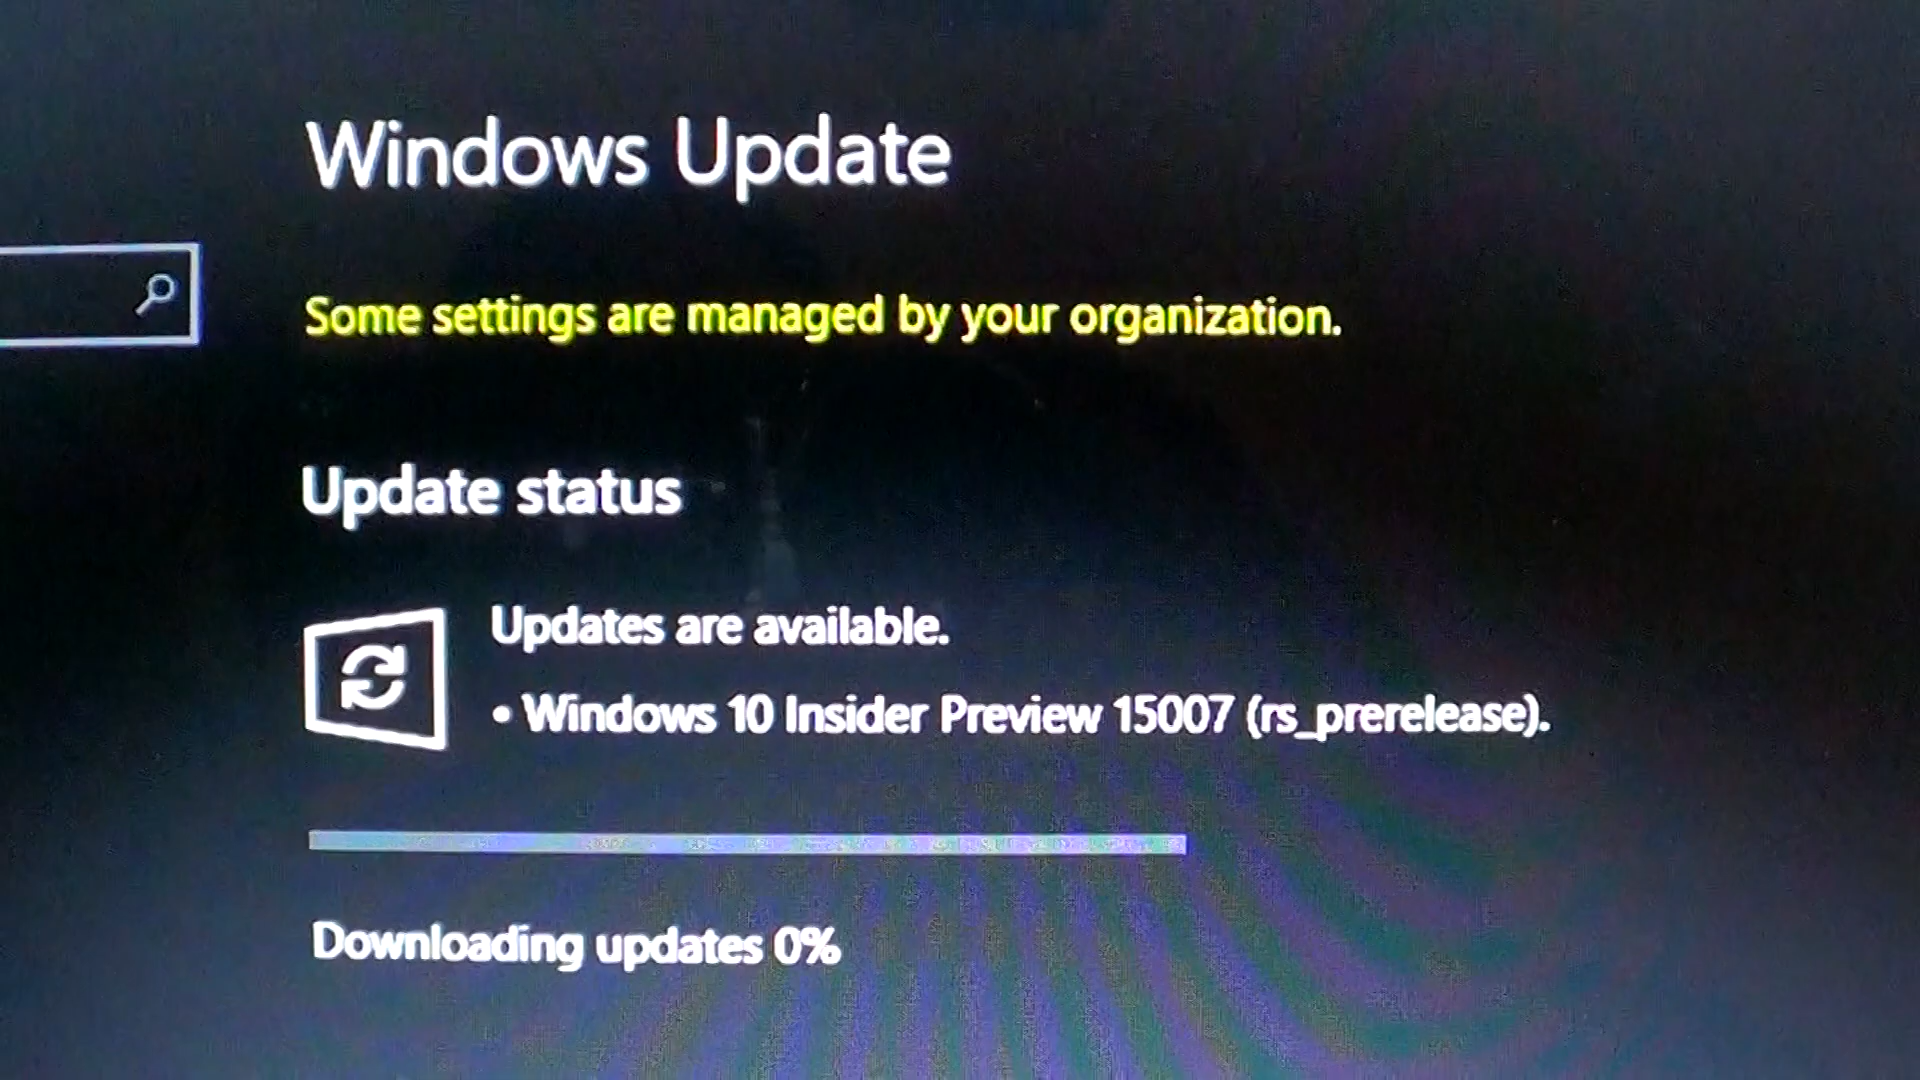 Windows Update
Some settings are managed by your organization.
Update status
Updates are available.
• Windows 10 Insider Preview 15007 (rs_prerelease).
Downloading updates 0%